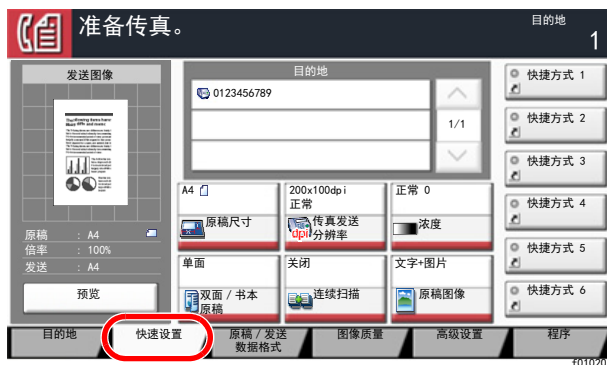 准备传真。
目的地
1
发送图像
原稿 : A4
倍率 : 100%
发送 : A4
预览
目的地
0123456789
1/1
A4
原稿尺寸
200x100dpi
正常
dpi
传真发送
分辨率
正常 0
浓度
单面
双面 / 书本
原稿
关闭
连续扫描
文字+图片
原稿图像
快捷方式 1
快捷方式 2
快捷方式 3
快捷方式 4
快捷方式 5
快捷方式 6
目的地
快速设置
原稿 / 发送
数据格式
图像质量
高级设置
程序
f01020